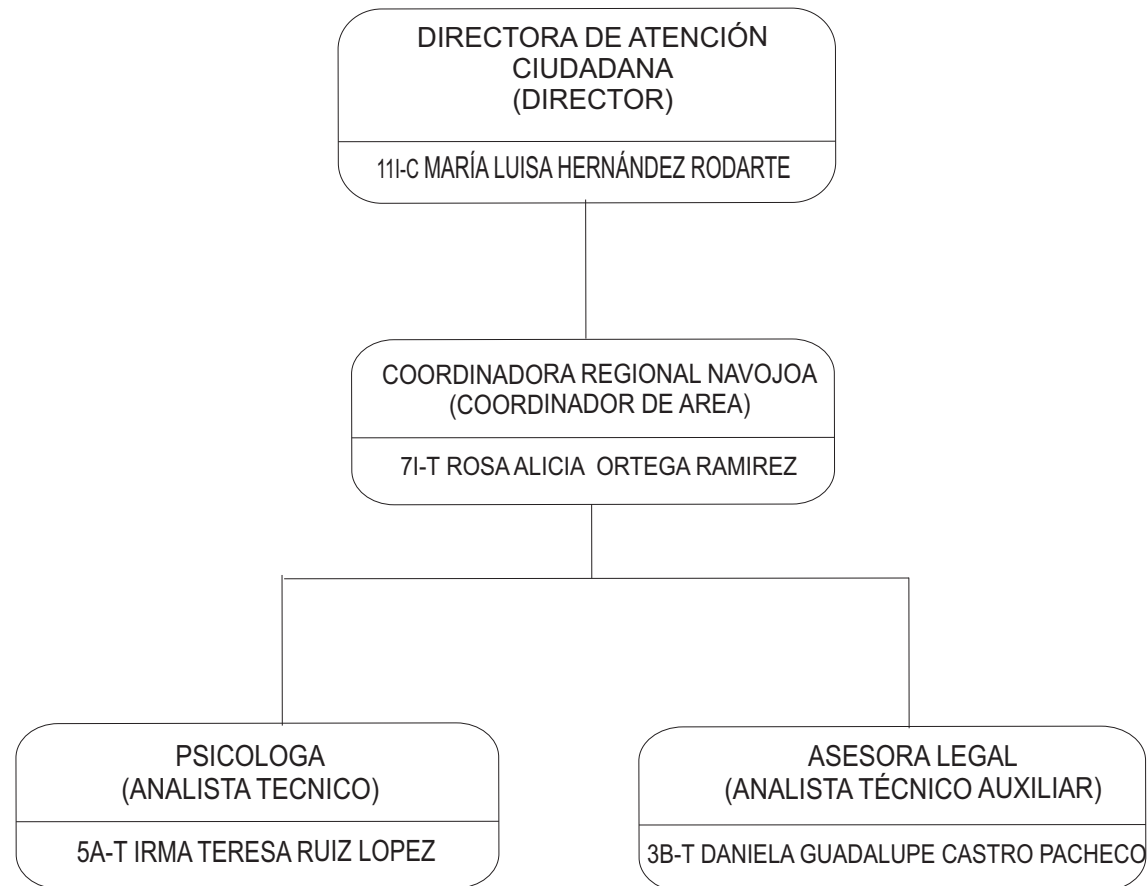 DIRECTORA DE ATENCIÓN
CIUDADANA
(DIRECTOR)
11I-C MARÍA LUISA HERNÁNDEZ RODARTE
COORDINADORA REGIONAL NAVOJOA
(COORDINADOR DE AREA)
7I-T ROSA ALICIA ORTEGA RAMIREZ
PSICOLOGA
(ANALISTA TECNICO)
5A-T IRMA TERESA RUIZ LOPEZ
ASESORA LEGAL
(ANALISTA TÉCNICO AUXILIAR)
3B-T DANIELA GUADALUPE CASTRO PACHECO